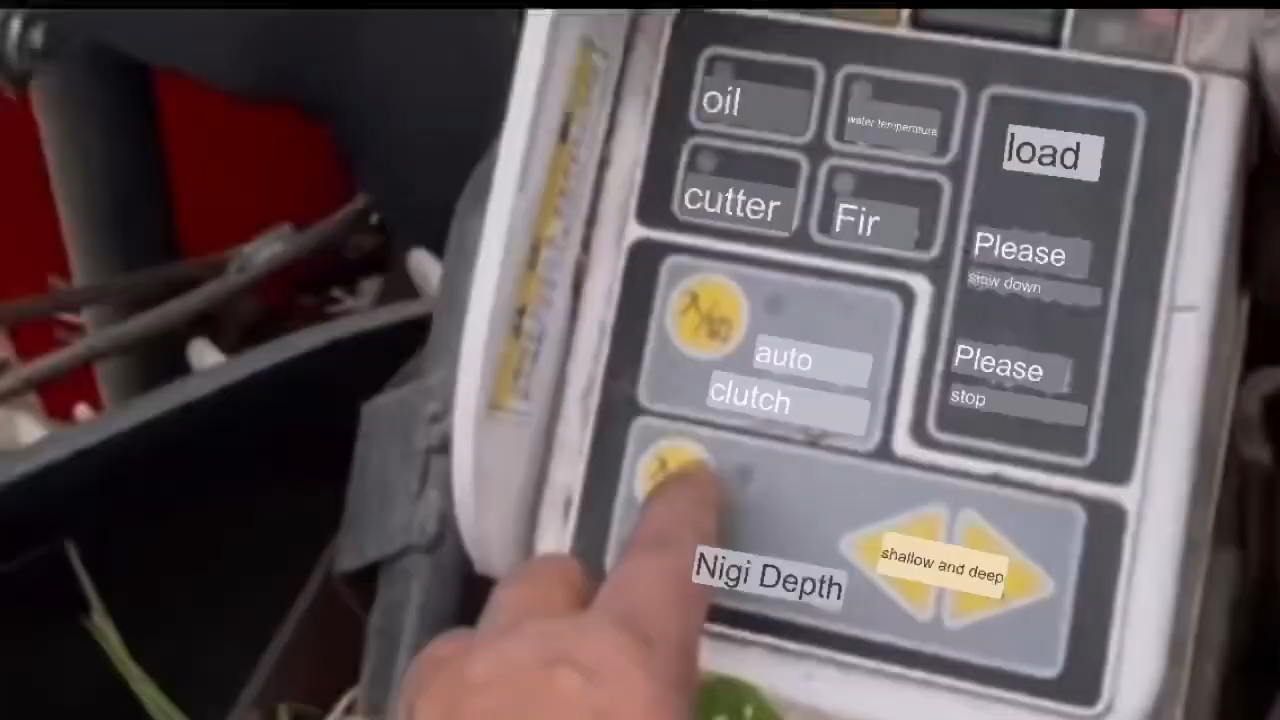 oil
water temperature
load
cutter
Fir
Please
slow down
auto
clutch
Please
stop
Nigi Depth
shallow and deep